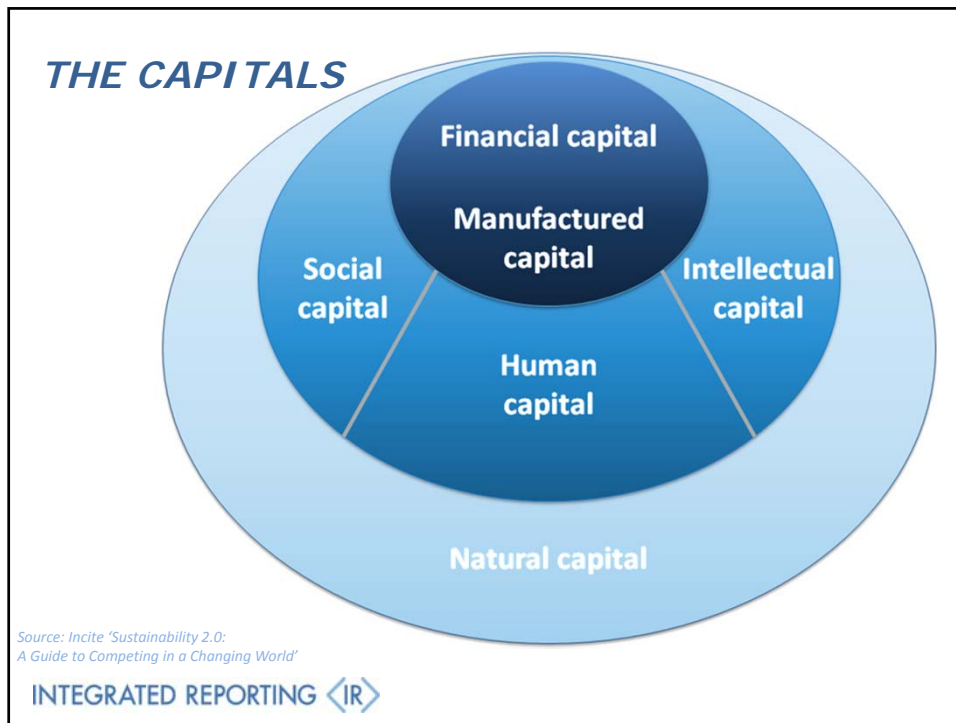 THE CAPITALS
Financial capital
Manufactured
capital
Social
capital
Intellectual
capital
Human
capital
Natural capital
Source: Incite ‘Sustainability 2.0:
A Guide to Competing in a Changing World’
INTEGRATED REPORTING <IR>